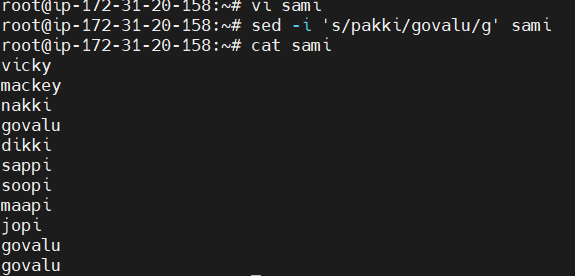 root@ip-172-31-20-158:~# vi sami
root@ip-172-31-20-158:~# sed -i 's/pakki/govalu/g' sami
root@ip-172-31-20-158:~# cat sami
vicky
mackey
nakki
govalu
dikki
sappi
soopi
maapi
jopi
govalu
govalu